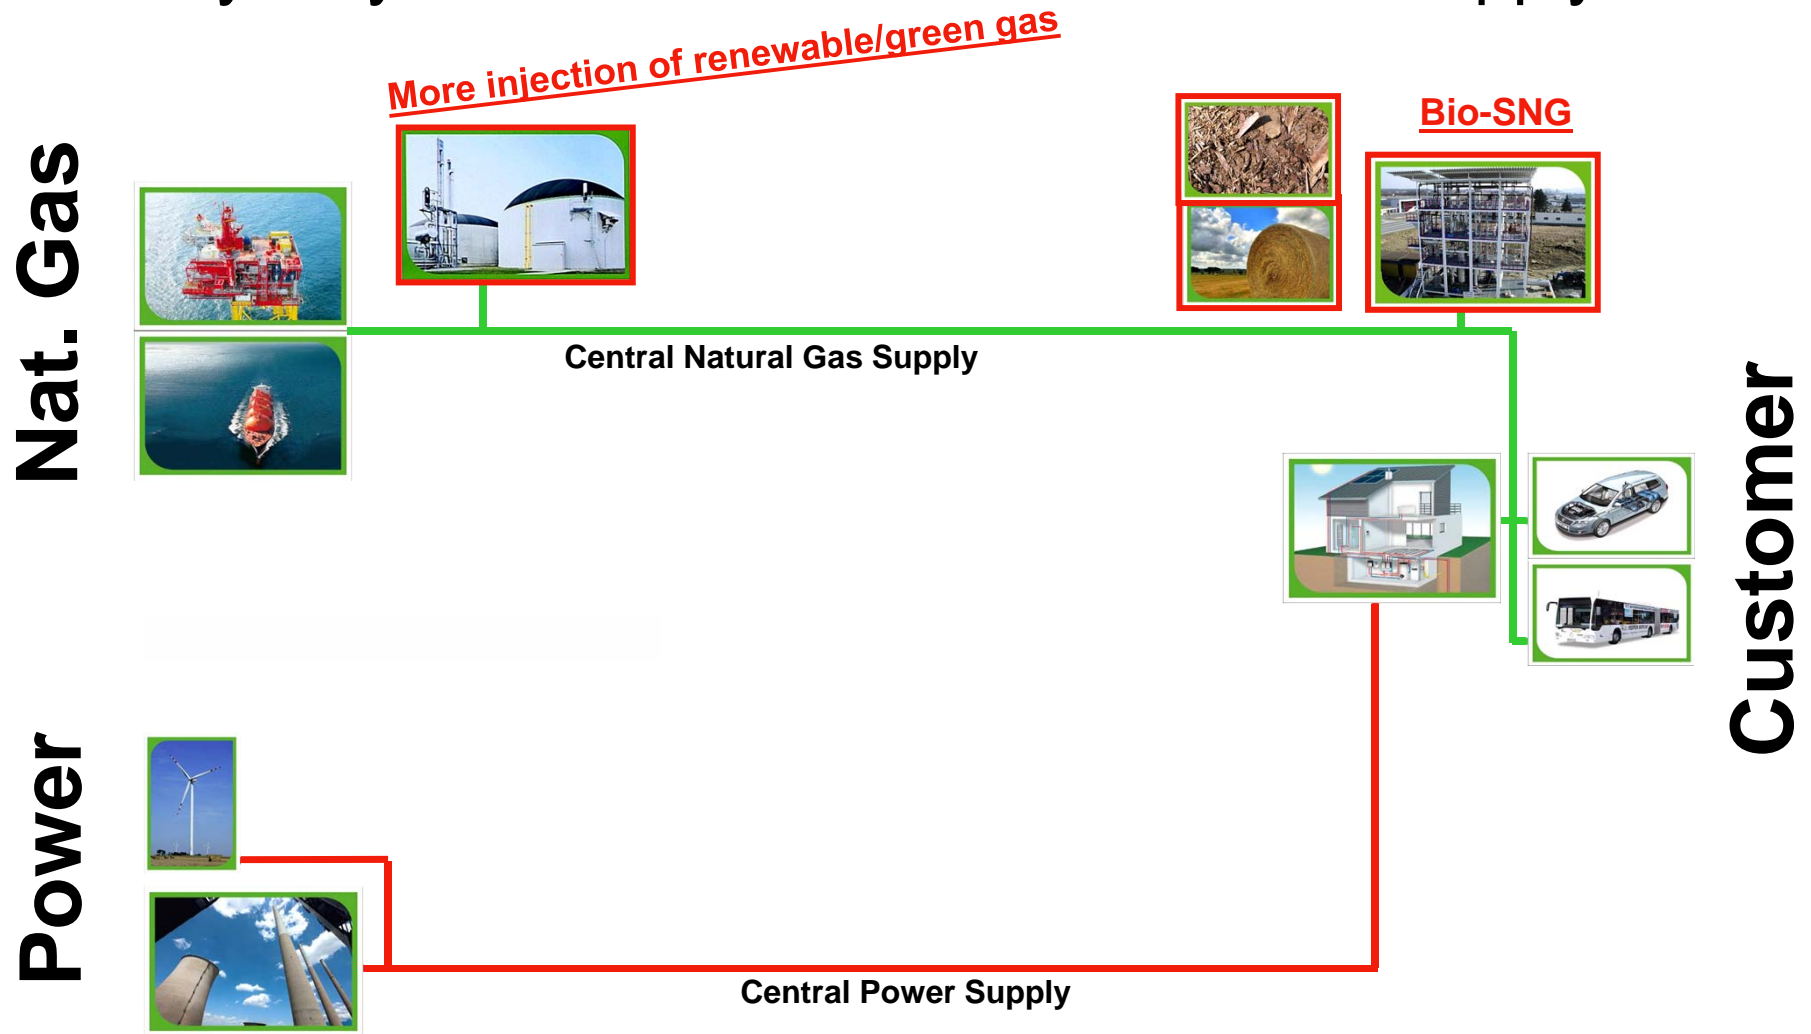 More injection of renewable/green gas
Bio-SNG
Nat. Gas
Central Natural Gas Supply
Customer
Power
Central Power Supply